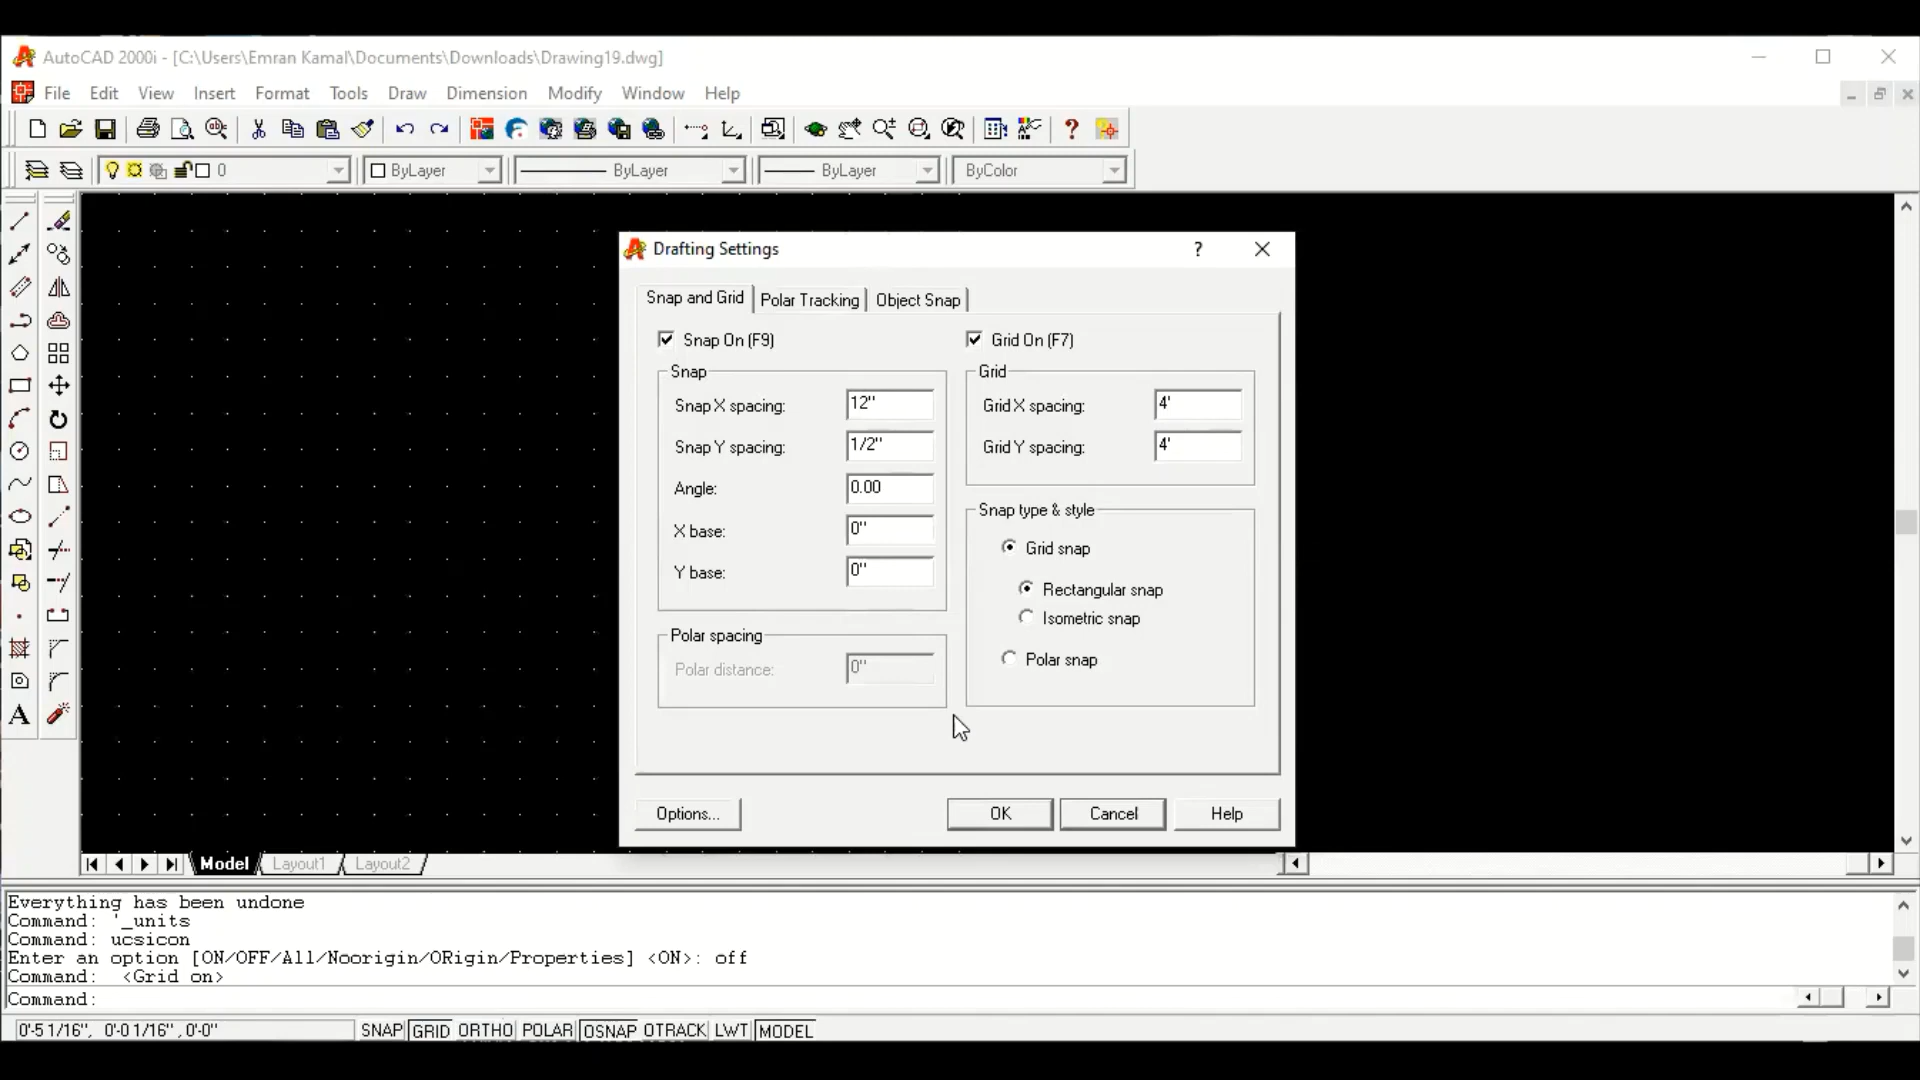 AutoCAD 2000i - [C:\Users\Emran Kamal\Documents\Downloads\Drawing19.dwg]
File Edit View Insert Format Tools Draw Dimension Modify Window Help
0 ByLayer ByLayer ByLayer ByColor
Drafting Settings ?
Snap and Grid Polar Tracking Object Snap
Snap On (F9) Grid On (F7)
Snap Grid
Snap X spacing: 12" Grid X spacing: 4'
Snap Y spacing: 1/2" Grid Y spacing: 4'
Angle: 0.00
Snap type & style
X base: 0" Grid snap
Y base: 0" Rectangular snap
Isometric snap
Polar spacing
Polar distance: 0" Polar snap
Options... OK Cancel Help
A
Model Layout1 Layout2
Everything has been undone
Command: '_units
Command: ucsicon
Enter an option [ON/OFF/All/Noorigin/ORigin/Properties] <ON>: off
Command: <Grid on>
Command:
0'-5 1/16", 0'-0 1/16", 0'-0" SNAP GRID ORTHO POLAR OSNAP OTRACK LWT MODEL